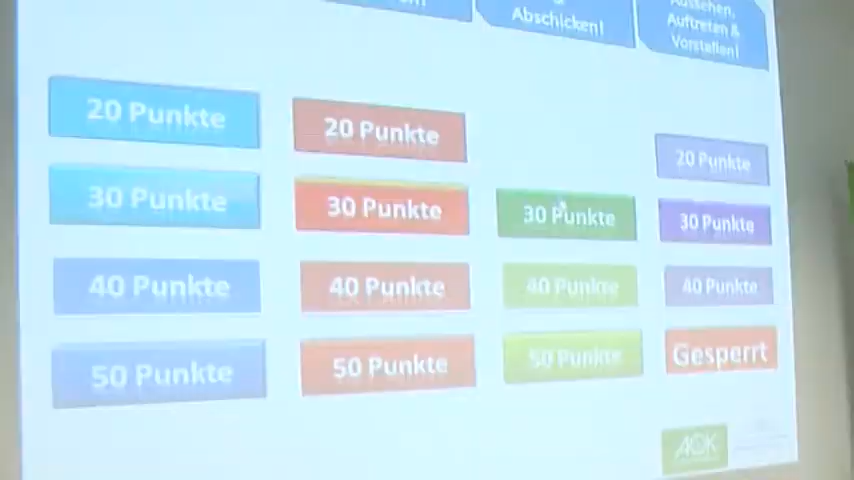 Abschicken!
Aussehen,
Auftreten &
Vorstellen!
20 Punkte
20 Punkte
20 Punkte
30 Punkte
30 Punkte
30 Punkte
30 Punkte
40 Punkte
40 Punkte
40 Punkte
40 Punkte
50 Punkte
50 Punkte
50 Punkte
Gesperrt
AOK